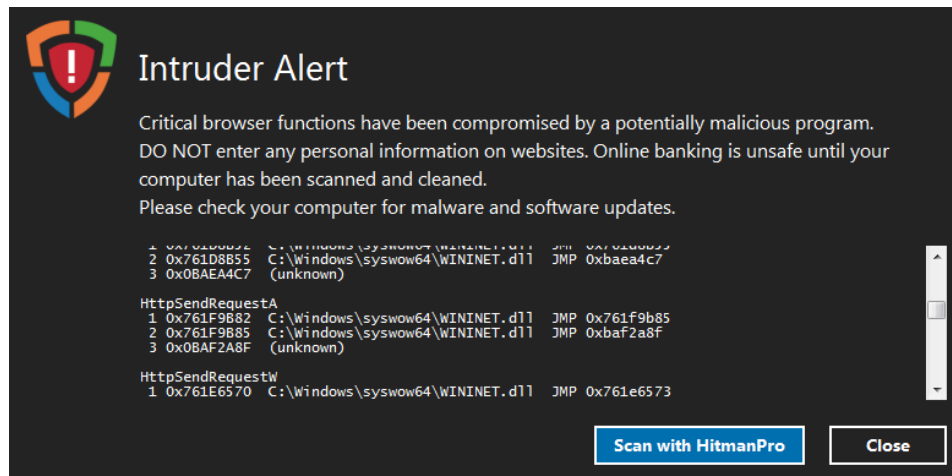 Intruder Alert
Critical browser functions have been compromised by a potentially malicious program.
DO NOT enter any personal information on websites. Online banking is unsafe until your
computer has been scanned and cleaned.
Please check your computer for malware and software updates.
2 0x761D8B55 C:\Windows\syswow64\WININET.dll JMP 0xbaea4c7
3 0x0BAEA4C7 (unknown)
HttpSendRequestA
1 0x761F9B82 C:\Windows\syswow64\WININET.dll JMP 0x761f9b85
2 0x761F9B85 C:\Windows\syswow64\WININET.dll JMP 0xbaf2a8f
3 0x0BAF2A8F (unknown)
HttpSendRequestW
1 0x761E6570 C:\Windows\syswow64\WININET.dll JMP 0x761e6573
Scan with HitmanPro Close